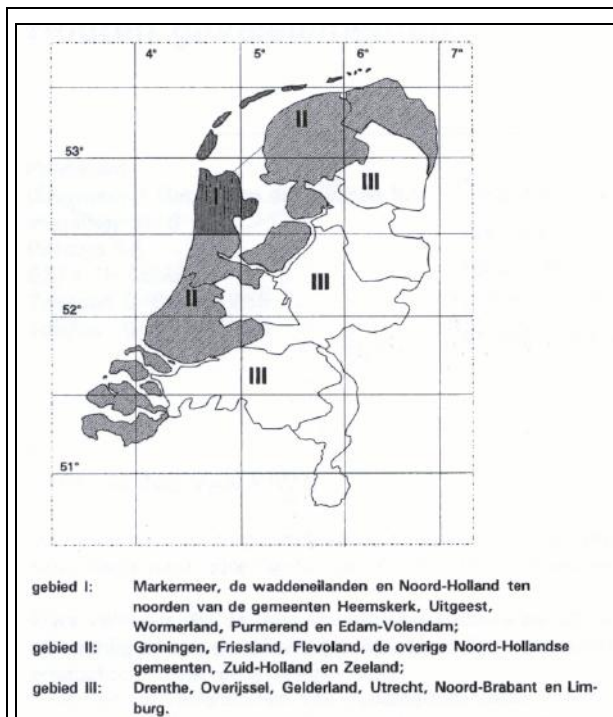 4° 5° 6° 7°
II
53°
III
I
III
52°
II
III
51°
gebied I: Markermeer, de waddeneilanden en Noord-Holland ten
noorden van de gemeenten Heemskerk, Uitgeest,
Wormerland, Purmerend en Edam-Volendam;
gebied II: Groningen, Friesland, Flevoland, de overige Noord-Hollandse
gemeenten, Zuid-Holland en Zeeland;
gebied III: Drenthe, Overijssel, Gelderland, Utrecht, Noord-Brabant en Lim-
burg.